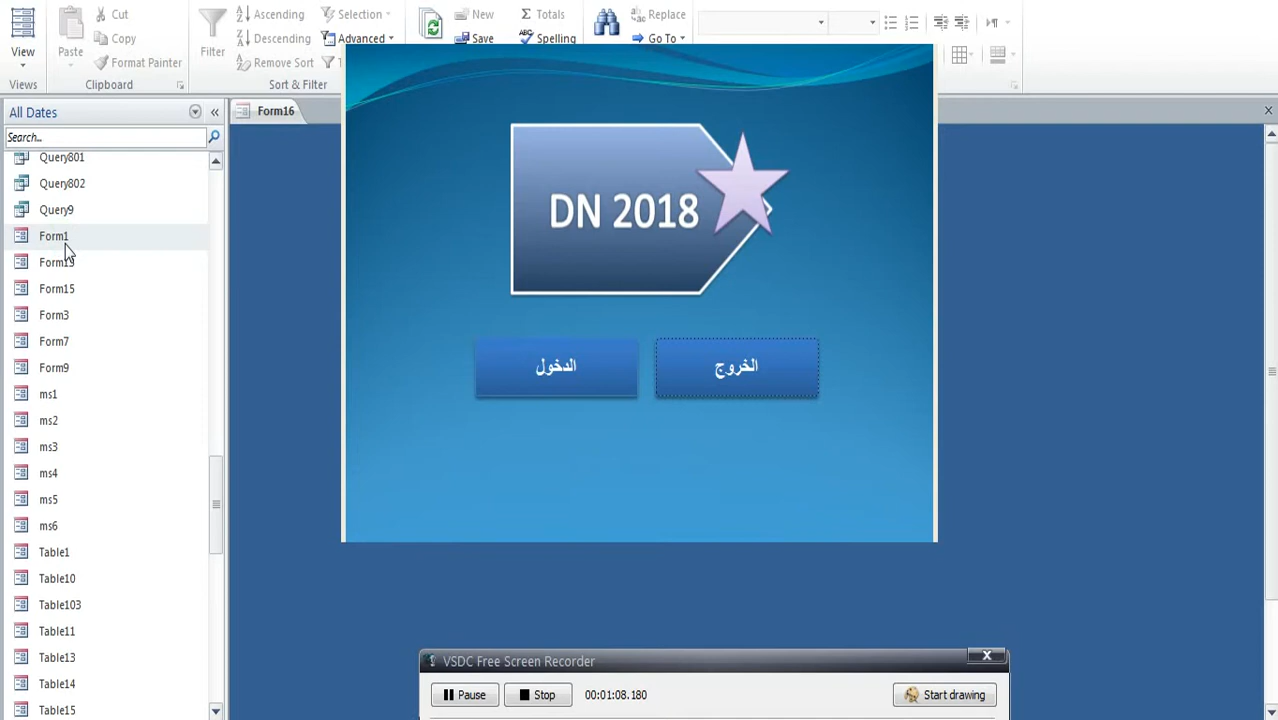 View
Views
Paste
Cut
Copy
Format Painter
Clipboard
Filter
Ascending
Descending
Remove Sort
Selection
Advanced
Sort & Filter
New
Save
Totals
Spelling
Replace
Go To
All Dates
Search...
Query801
Query802
Query9
Form1
Form15
Form3
Form7
Form9
ms1
ms2
ms3
ms4
ms5
ms6
Table1
Table10
Table103
Table11
Table13
Table14
Table15
Form16
DN 2018
الدخول
الخروج
VSDC Free Screen Recorder
Pause
Stop
00:01:08.180
Start drawing